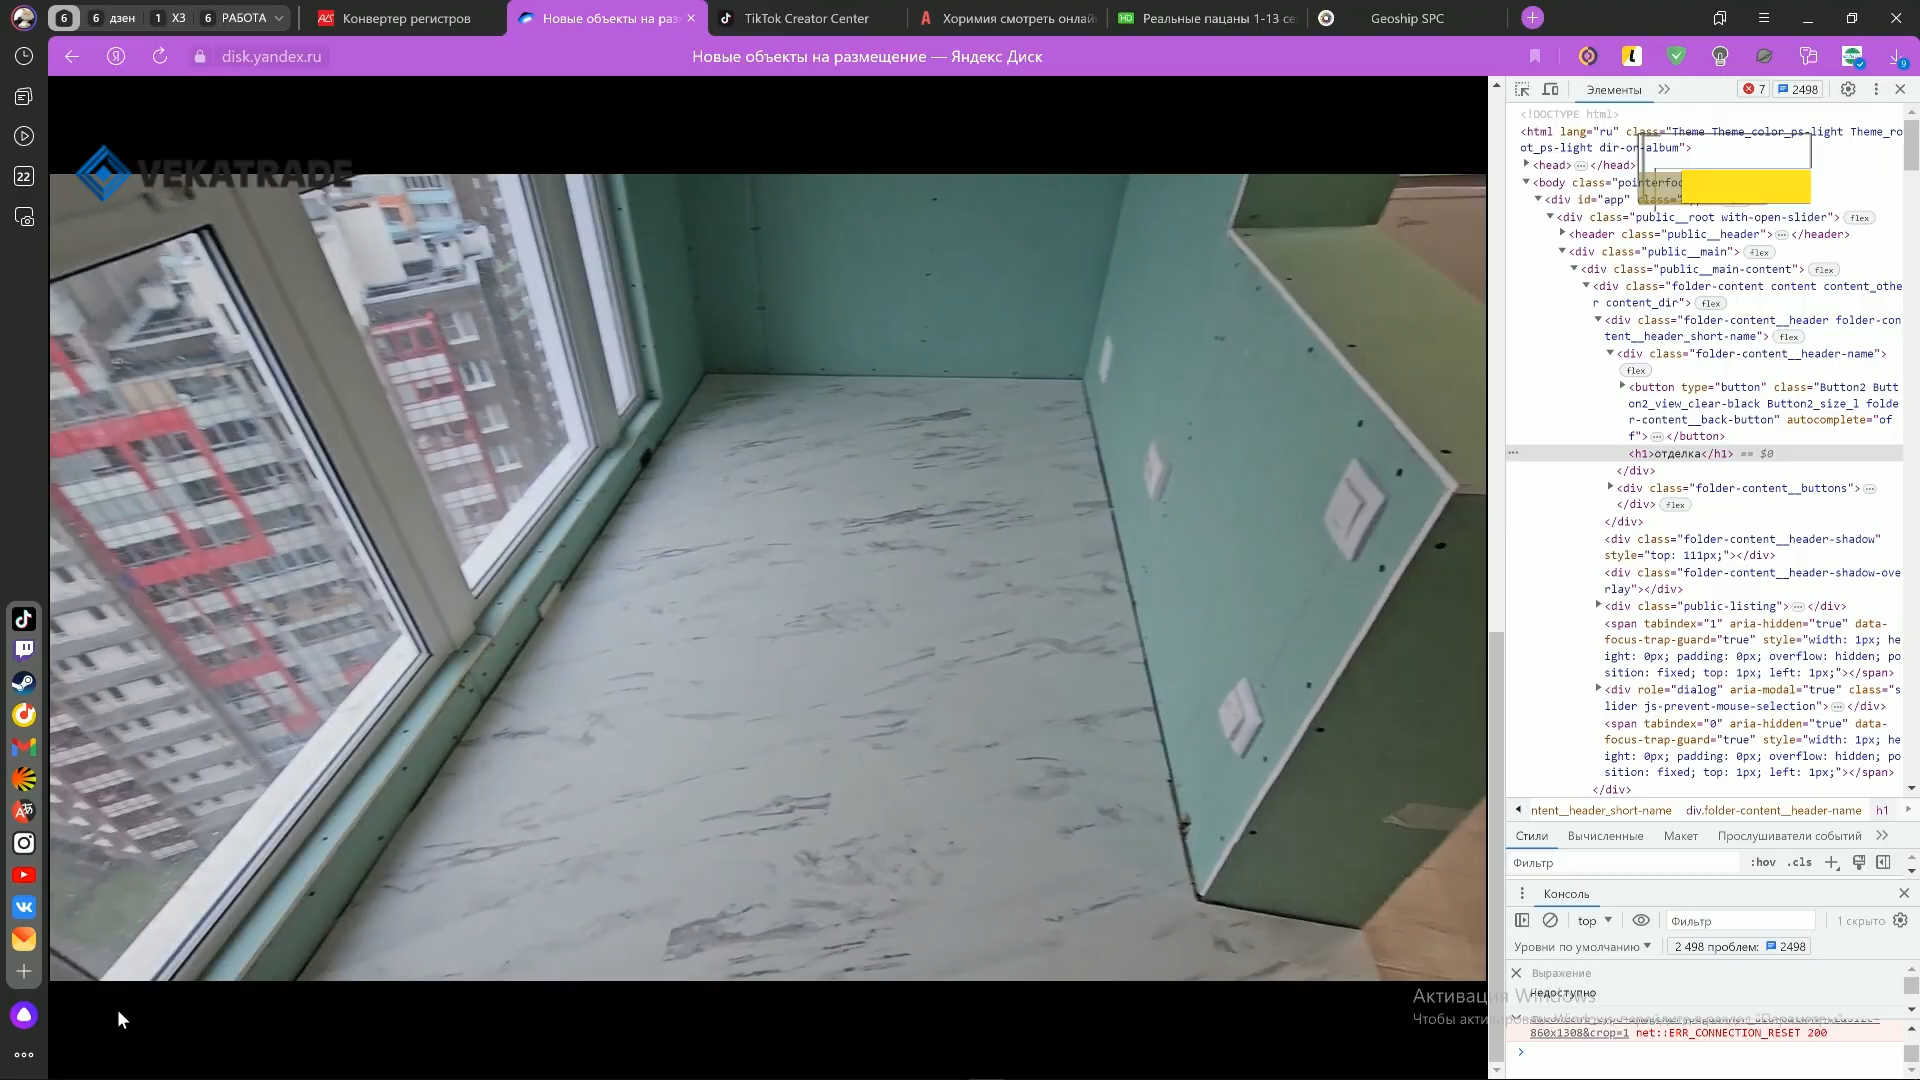 6
6 дзен
1 ХЗ
6 РАБОТА
Конвертер регистров
Новые объекты на раз
TikTok Creator Center
Хоримия смотреть онлай
Реальные пацаны 1-13 се
Geoship SPC
disk.yandex.ru
Новые объекты на размещение — Яндекс Диск
9
22
VEKATRADE
Элементы
7
2498
<!DOCTYPE html>
<html lang="ru" class="Theme Theme_color_ps-light Theme_ro
ot_ps-light dir-or-album">
<head> </head>
<body class="pointerfoc
<div id="app"
<div class="public__root with-open-slider"> flex
<header class="public__header"> </header>
<div class="public__main"> flex
<div class="public__main-content"> flex
<div class="folder-content content content_othe
r content_dir"> flex
<div class="folder-content__header folder-con
tent__header_short-name"> flex
<div class="folder-content__header-name">
flex
<button type="button" class="Button2 Butt
on2_view_clear-black Button2_size_l folde
r-content__back-button" autocomplete="of
f"> </button>
<h1>отделка</h1> == $0
</div>
<div class="folder-content__buttons">
</div> flex
</div>
<div class="folder-content__header-shadow"
style="top: 111px;"></div>
<div class="folder-content__header-shadow-ove
rlay"></div>
<div class="public-listing"> </div>
<span tabindex="1" aria-hidden="true" data-
focus-trap-guard="true" style="width: 1px; he
ight: 0px; padding: 0px; overflow: hidden; po
sition: fixed; top: 1px; left: 1px;"></span>
<div role="dialog" aria-modal="true" class="s
lider js-prevent-mouse-selection"> </div>
<span tabindex="0" aria-hidden="true" data-
focus-trap-guard="true" style="width: 1px; he
ight: 0px; padding: 0px; overflow: hidden; po
sition: fixed; top: 1px; left: 1px;"></span>
</div>
ntent__header_short-name div.folder-content__header-name h1
Стили Вычисленные Макет Прослушиватели событий
Фильтр :hov .cls
Консоль
top Фильтр 1 скрыто
Уровни по умолчанию 2 498 проблем: 2498
Выражение
недоступно
Активация Windows
860x1308&crop=1 net::ERR_CONNECTION_RESET 200